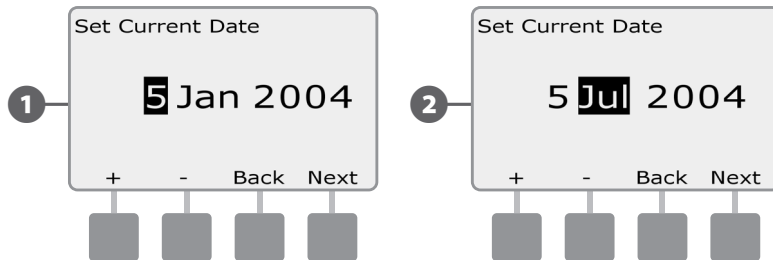 Set Current Date
1
5 Jan 2004
+ - Back Next
Set Current Date
2
5 Jul 2004
+ - Back Next